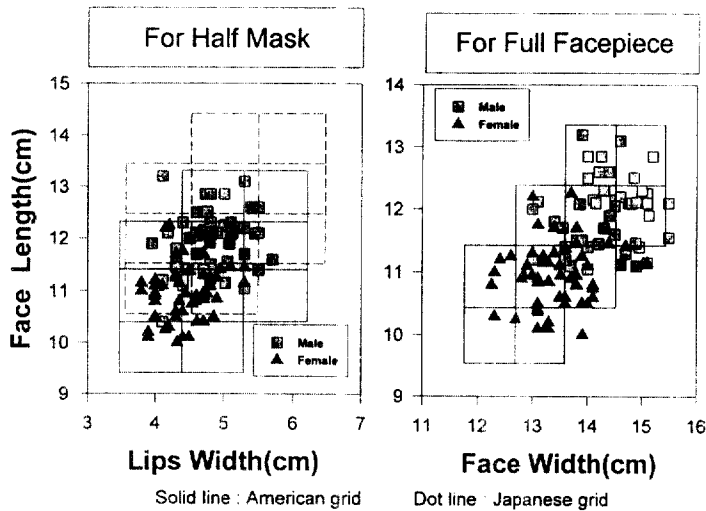 For Half Mask
For Full Facepiece
15
14
13
12
11
10
9
Face Length(cm)
Male
Female
3
4
5
6
7
Lips Width(cm)
14
13
12
11
10
9
Male
Female
11
12
13
14
15
16
Face Width(cm)
Solid line : American grid
Dot line : Japanese grid